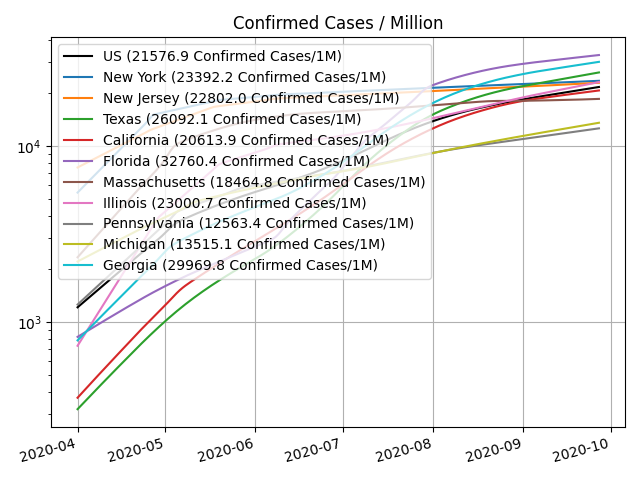 Confirmed Cases / Million
US (21576.9 Confirmed Cases/1M)
New York (23392.2 Confirmed Cases/1M)
New Jersey (22802.0 Confirmed Cases/1M)
Texas (26092.1 Confirmed Cases/1M)
California (20613.9 Confirmed Cases/1M)
Florida (32760.4 Confirmed Cases/1M)
Massachusetts (18464.8 Confirmed Cases/1M)
Illinois (23000.7 Confirmed Cases/1M)
Pennsylvania (12563.4 Confirmed Cases/1M)
Michigan (13515.1 Confirmed Cases/1M)
Georgia (29969.8 Confirmed Cases/1M)
10⁴
10³
2020-04 2020-05 2020-06 2020-07 2020-08 2020-09 2020-10